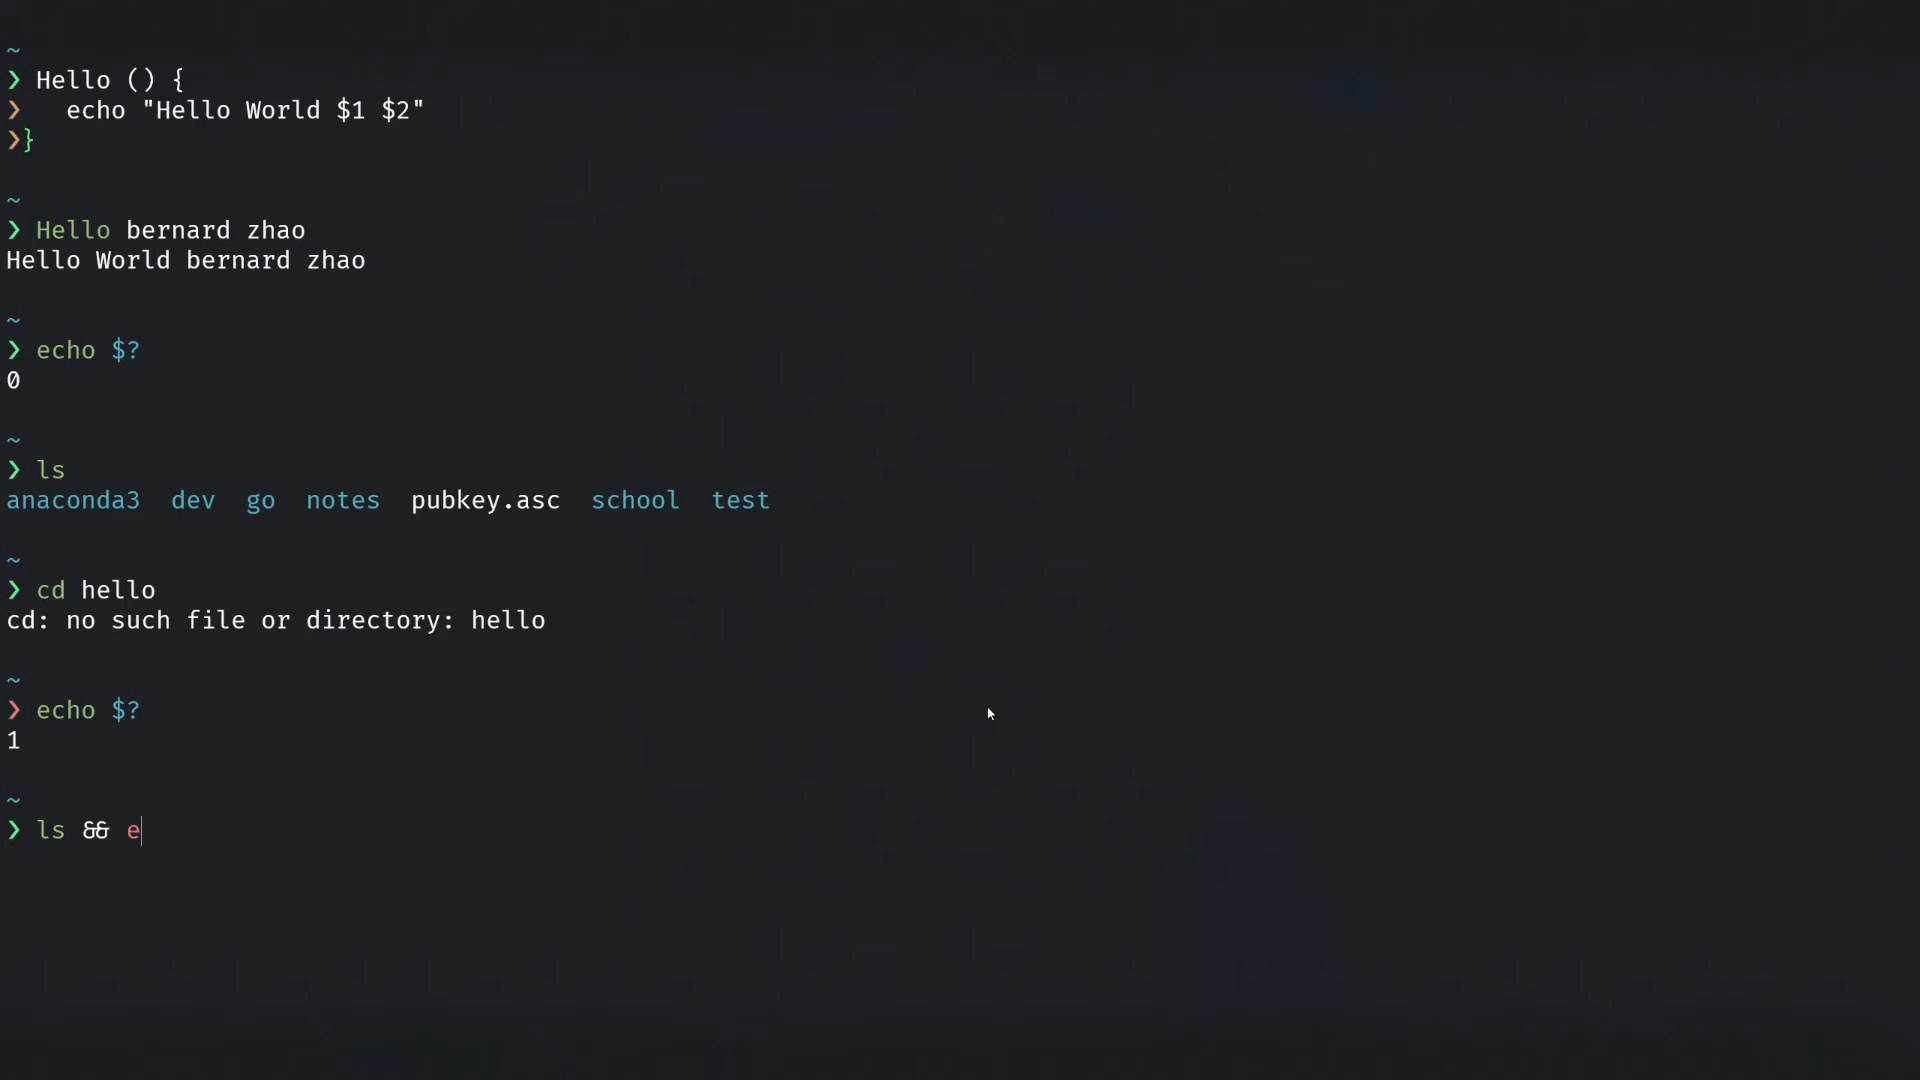 ~
❯ Hello () {
❯   echo "Hello World $1 $2"
❯}
~
❯ Hello bernard zhao
Hello World bernard zhao
~
❯ echo $?
0
~
❯ ls
anaconda3  dev  go  notes  pubkey.asc  school  test
~
❯ cd hello
cd: no such file or directory: hello
~
❯ echo $?
1
~
❯ ls && e